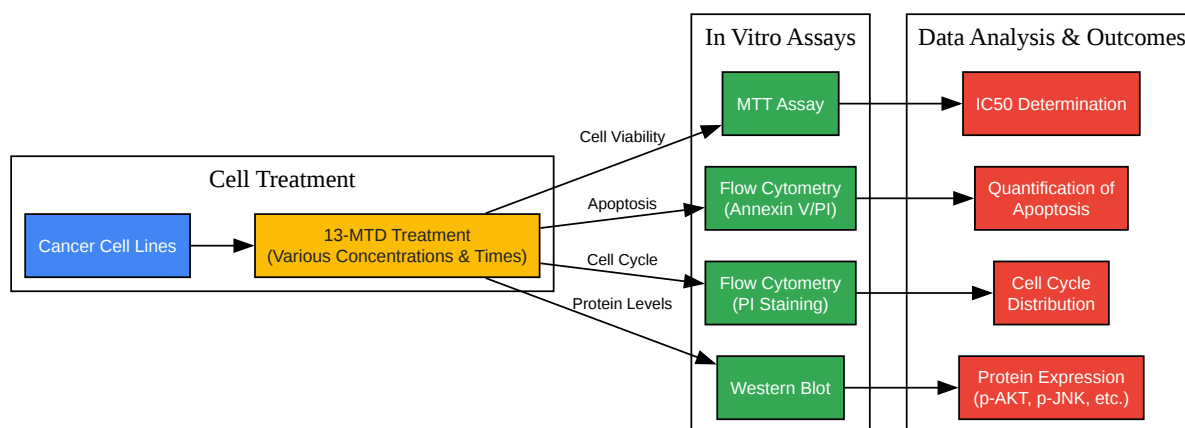 In Vitro Assays
Data Analysis & Outcomes
MTT Assay
IC50 Determination
Cell Viability
Cell Treatment
Flow Cytometry
(Annexin V/PI)
Quantification of
Apoptosis
Apoptosis
Cancer Cell Lines
13-MTD Treatment
(Various Concentrations & Times)
Cell Cycle
Flow Cytometry
(PI Staining)
Cell Cycle
Distribution
Protein Levels
Western Blot
Protein Expression
(p-AKT, p-JNK, etc.)